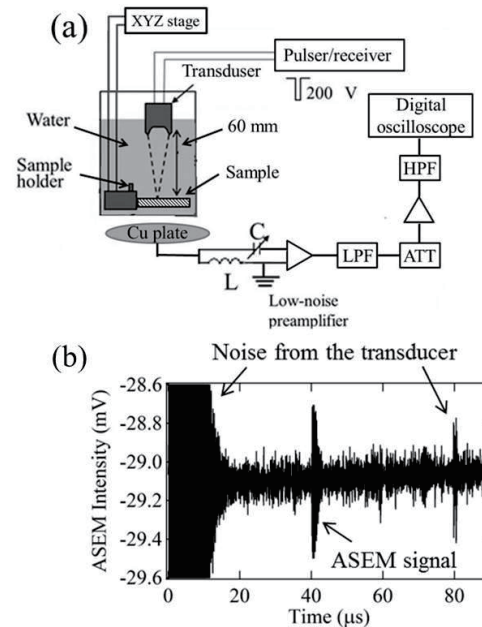 (a)
XYZ stage
Pulser/receiver
Transduser
200 V
Digital
oscilloscope
Water
60 mm
HPF
Sample
holder
Sample
Cu plate
C
L
LPF
ATT
Low-noise
preamplifier
(b)
Noise from the transducer
ASEM Intensity (mV)
-28.6
-28.8
-29.0
-29.2
-29.4
-29.6
ASEM signal
0 20 40 60 80
Time (μs)